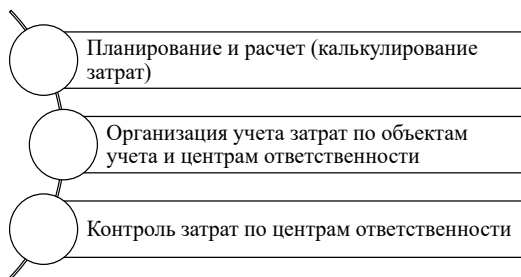 Планирование и расчет (калькулирование
затрат)
Организация учета затрат по объектам
учета и центрам ответственности
Контроль затрат по центрам ответственности